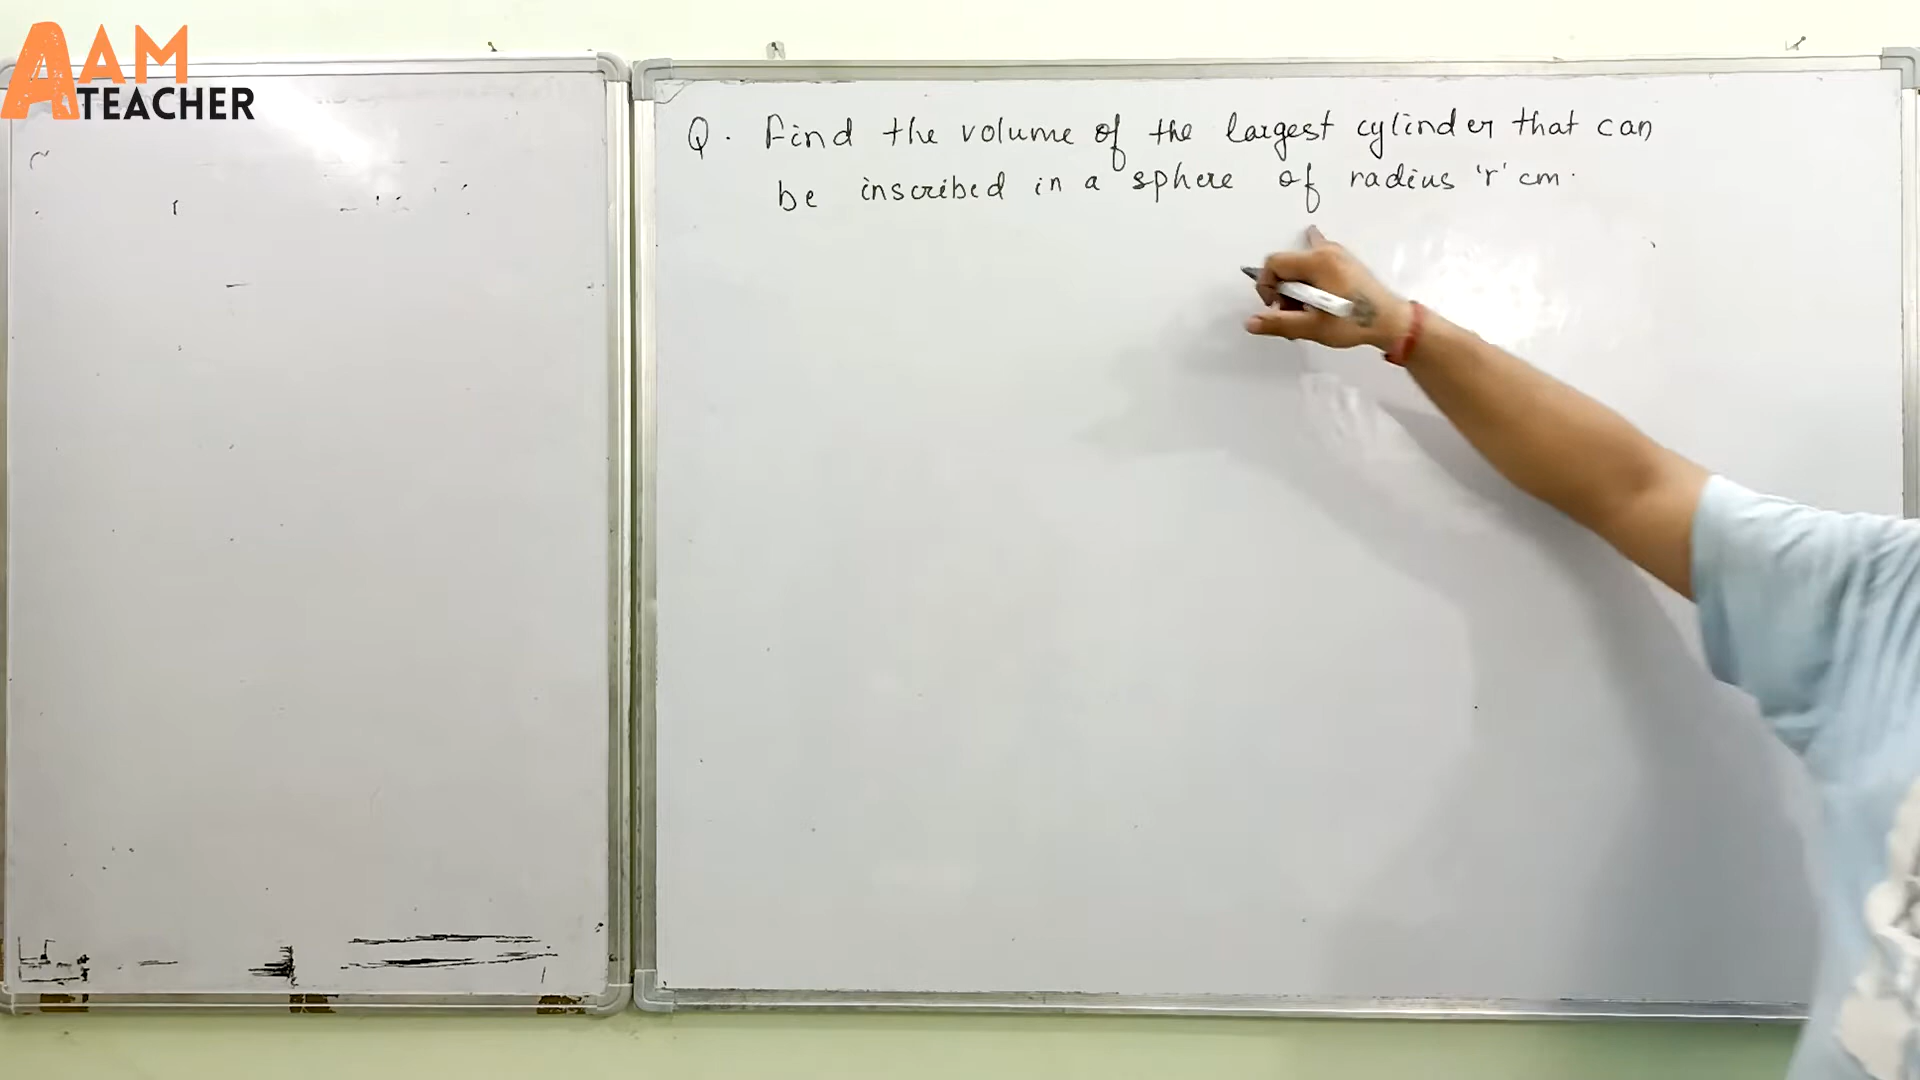 AAM
TEACHER
Q. Find the volume of the largest cylinder that can
be inscribed in a sphere of radius 'r' cm.